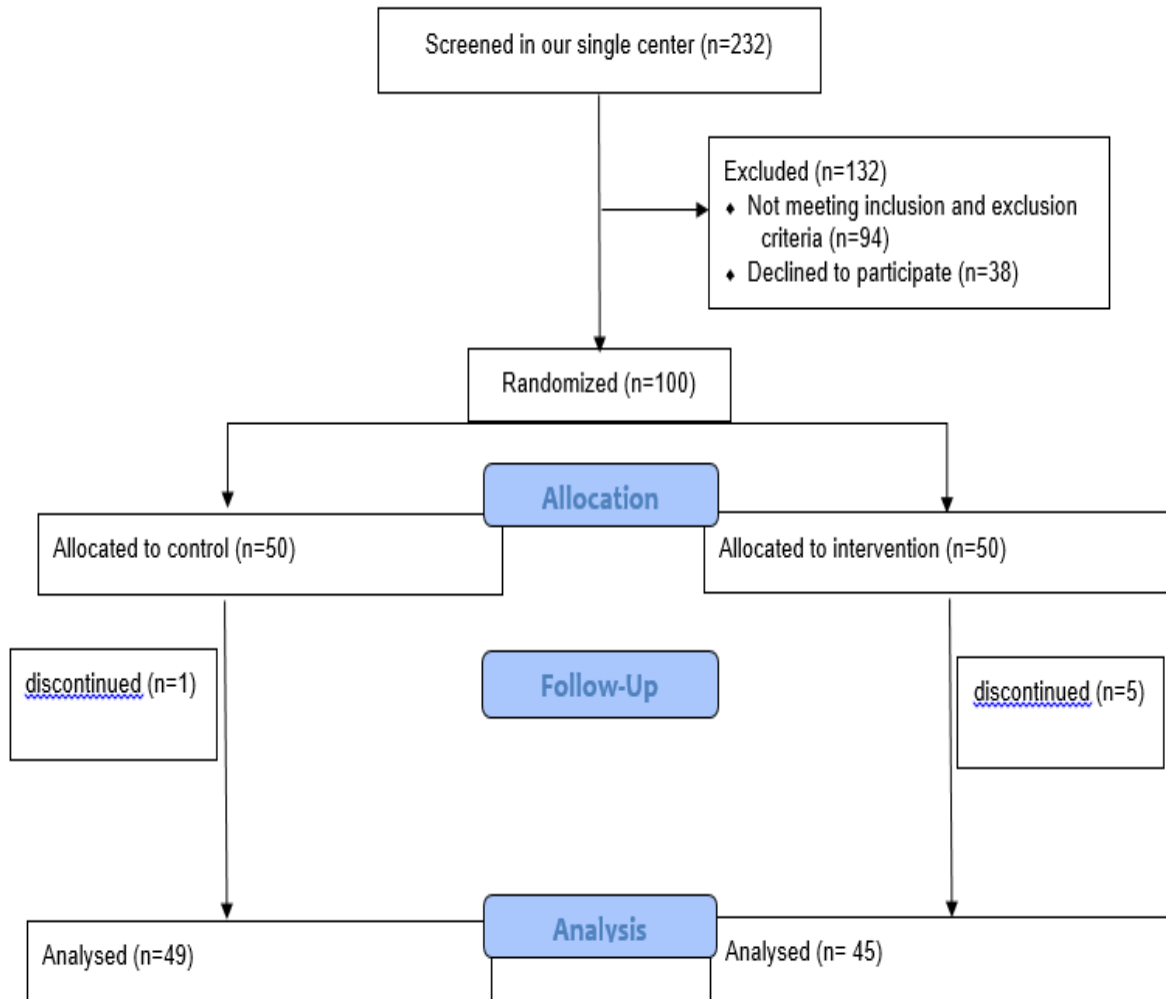 Screened in our single center (n=232)
Excluded (n=132)
♦ Not meeting inclusion and exclusion
criteria (n=94)
♦ Declined to participate (n=38)
Randomized (n=100)
Allocation
Allocated to control (n=50)
Allocated to intervention (n=50)
discontinued (n=1)
Follow-Up
discontinued (n=5)
Analysis
Analysed (n=49)
Analysed (n= 45)